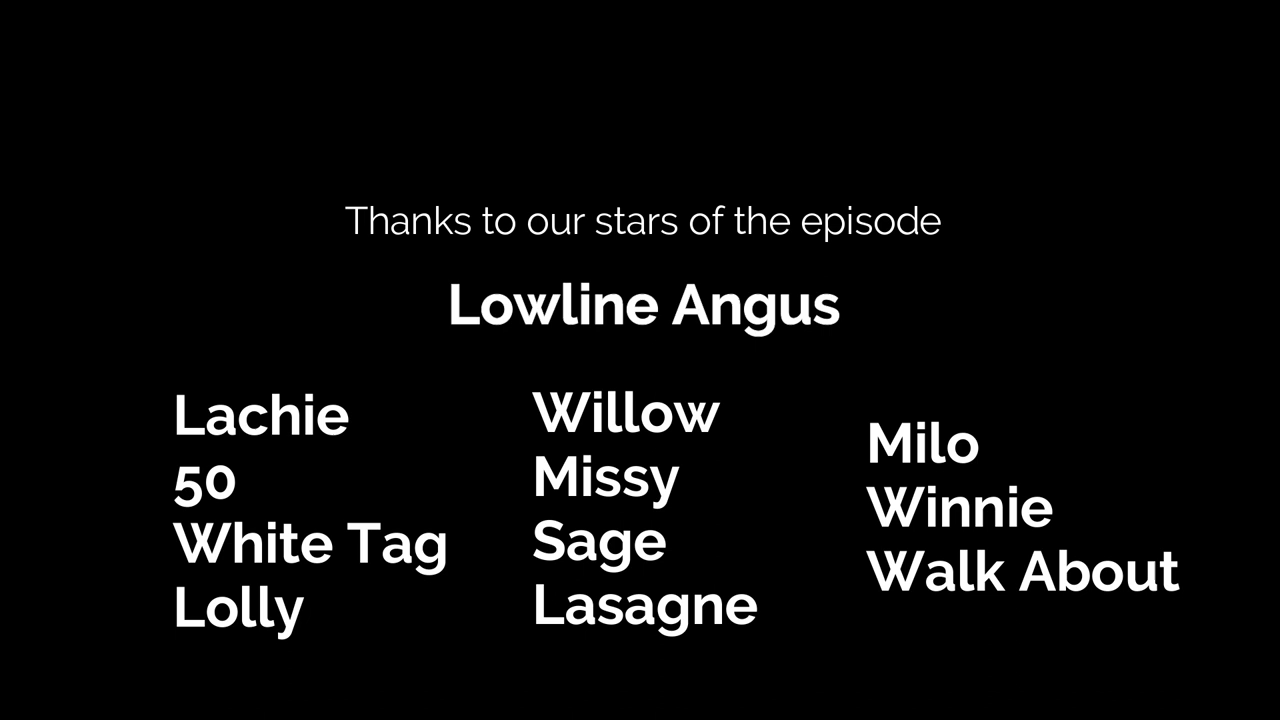 Thanks to our stars of the episode
Lowline Angus
Lachie
50
White Tag
Lolly
Willow
Missy
Sage
Lasagne
Milo
Winnie
Walk About